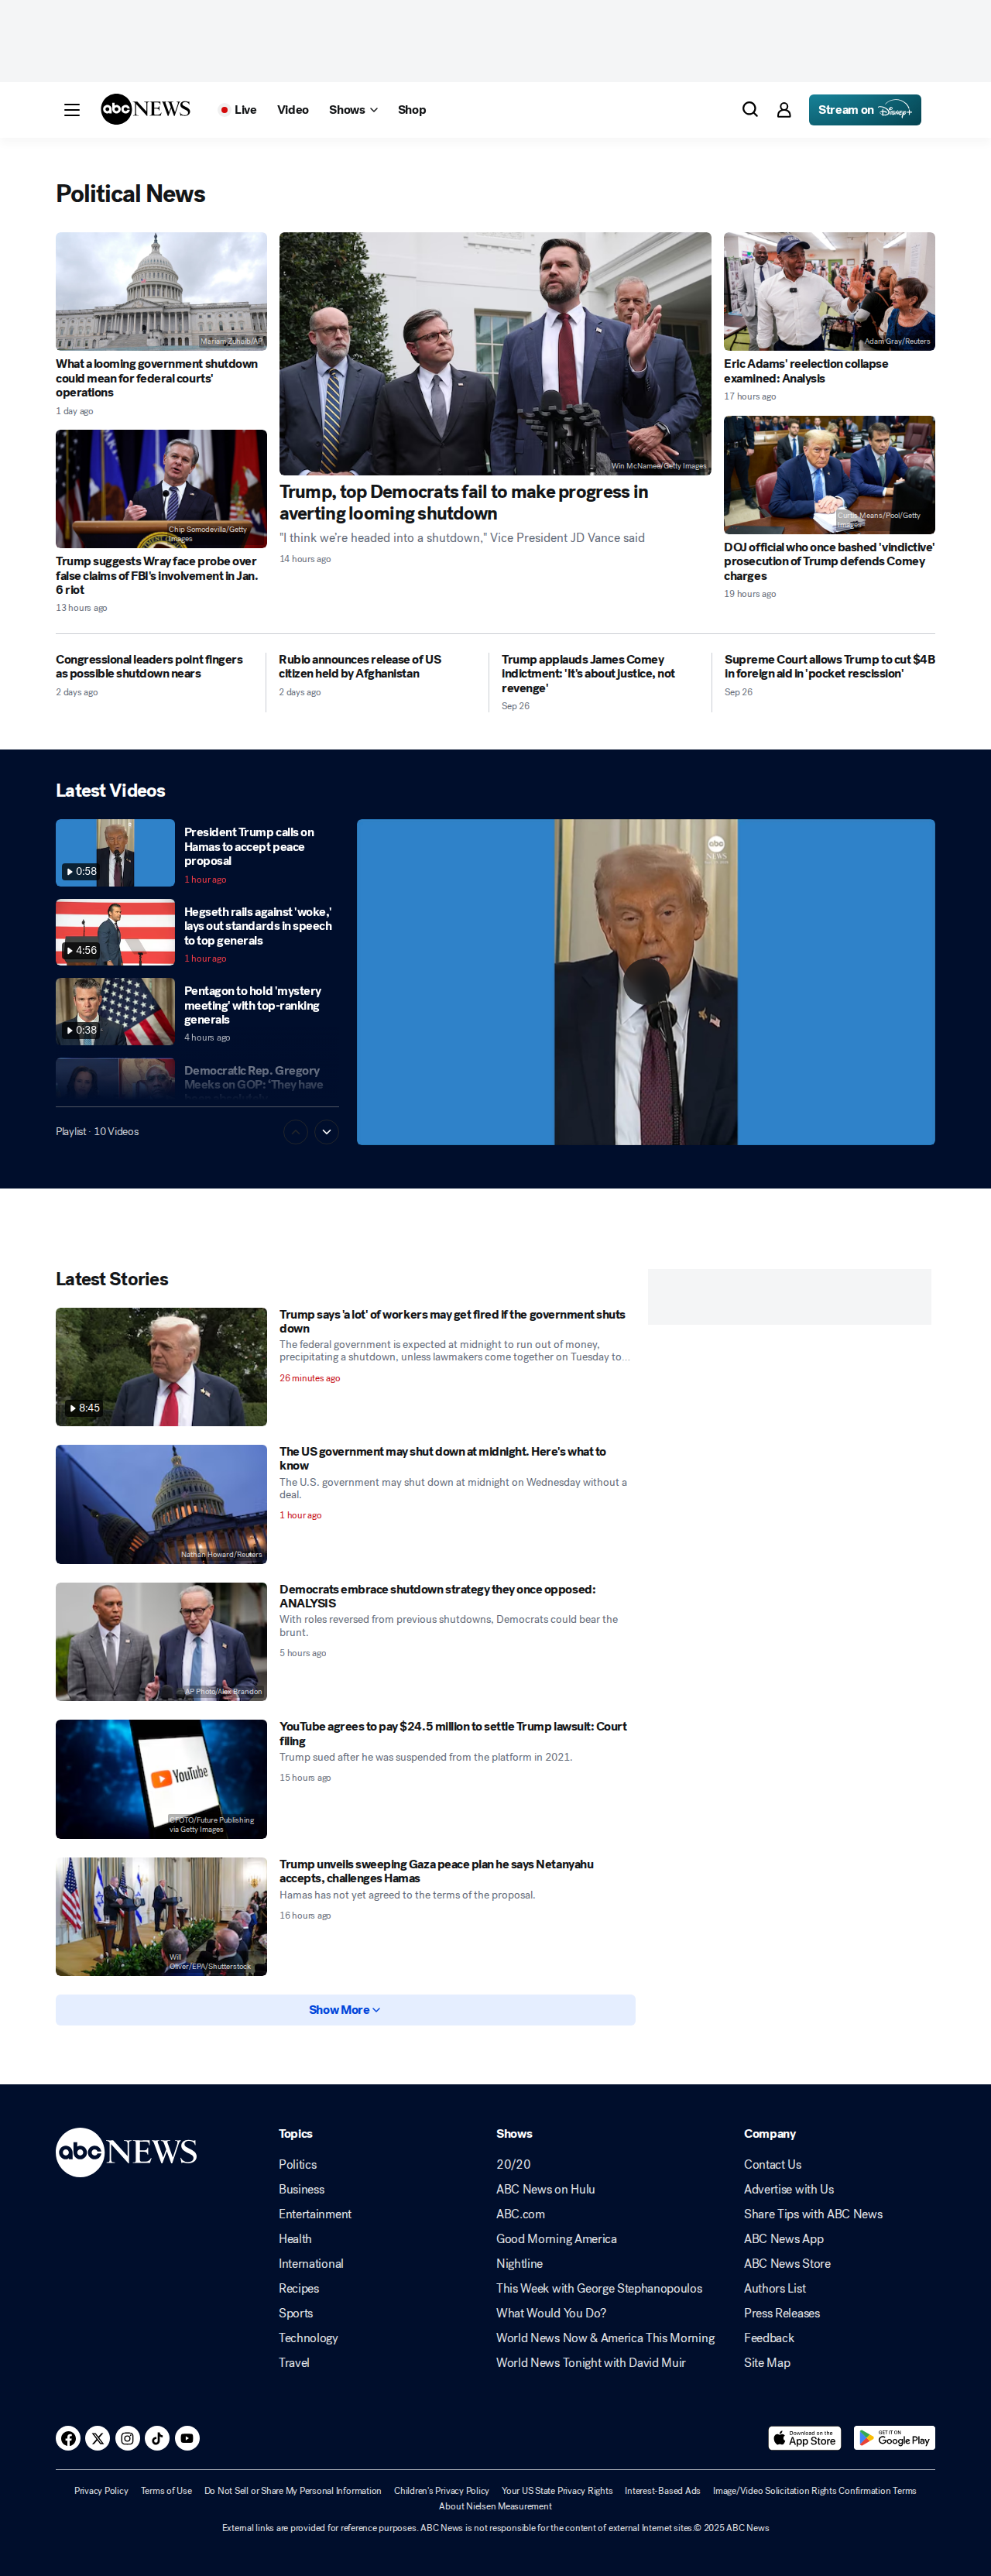 abc NEWS
Live
Video
Shows
Shop
Stream on Disney+
Political News
Mariam Zuhaib/AP
What a looming government shutdown
could mean for federal courts'
operations
1 day ago
Chip Somodevilla/Getty
Images
Trump suggests Wray face probe over
false claims of FBI's involvement in Jan.
6 riot
13 hours ago
Win McNamee/Getty Images
Trump, top Democrats fail to make progress in
averting looming shutdown
"I think we're headed into a shutdown," Vice President JD Vance said
14 hours ago
Adam Gray/Reuters
Eric Adams' reelection collapse
examined: Analysis
17 hours ago
Curtis Means/Pool/Getty
Images
DOJ official who once bashed 'vindictive'
prosecution of Trump defends Comey
charges
19 hours ago
Congressional leaders point fingers
as possible shutdown nears
2 days ago
Rubio announces release of US
citizen held by Afghanistan
2 days ago
Trump applauds James Comey
indictment: 'It's about justice, not
revenge'
Sep 26
Supreme Court allows Trump to cut $4B
in foreign aid in 'pocket rescission'
Sep 26
Latest Videos
0:58
President Trump calls on
Hamas to accept peace
proposal
1 hour ago
4:56
Hegseth rails against 'woke,'
lays out standards in speech
to top generals
1 hour ago
0:38
Pentagon to hold 'mystery
meeting' with top-ranking
generals
4 hours ago
Democratic Rep. Gregory
Meeks on GOP: 'They have
Playlist · 10 Videos
abc
NEWS
Latest Stories
8:45
Trump says 'a lot' of workers may get fired if the government shuts
down
The federal government is expected at midnight to run out of money,
precipitating a shutdown, unless lawmakers come together on Tuesday to...
26 minutes ago
Nathan Howard/Reuters
The US government may shut down at midnight. Here's what to
know
The U.S. government may shut down at midnight on Wednesday without a
deal.
1 hour ago
AP Photo/Alex Brandon
Democrats embrace shutdown strategy they once opposed:
ANALYSIS
With roles reversed from previous shutdowns, Democrats could bear the
brunt.
5 hours ago
YouTube
CFOTO/Future Publishing
via Getty Images
YouTube agrees to pay $24.5 million to settle Trump lawsuit: Court
filing
Trump sued after he was suspended from the platform in 2021.
15 hours ago
Will
Oliver/EPA/Shutterstock
Trump unveils sweeping Gaza peace plan he says Netanyahu
accepts, challenges Hamas
Hamas has not yet agreed to the terms of the proposal.
16 hours ago
Show More
abc NEWS
Topics
Politics
Business
Entertainment
Health
International
Recipes
Sports
Technology
Travel
Shows
20/20
ABC News on Hulu
ABC.com
Good Morning America
Nightline
This Week with George Stephanopoulos
What Would You Do?
World News Now & America This Morning
World News Tonight with David Muir
Company
Contact Us
Advertise with Us
Share Tips with ABC News
ABC News App
ABC News Store
Authors List
Press Releases
Feedback
Site Map
Download on the
App Store
GET IT ON
Google Play
Privacy Policy Terms of Use Do Not Sell or Share My Personal Information Children's Privacy Policy Your US State Privacy Rights Interest-Based Ads Image/Video Solicitation Rights Confirmation Terms
About Nielsen Measurement
External links are provided for reference purposes. ABC News is not responsible for the content of external Internet sites.© 2025 ABC News